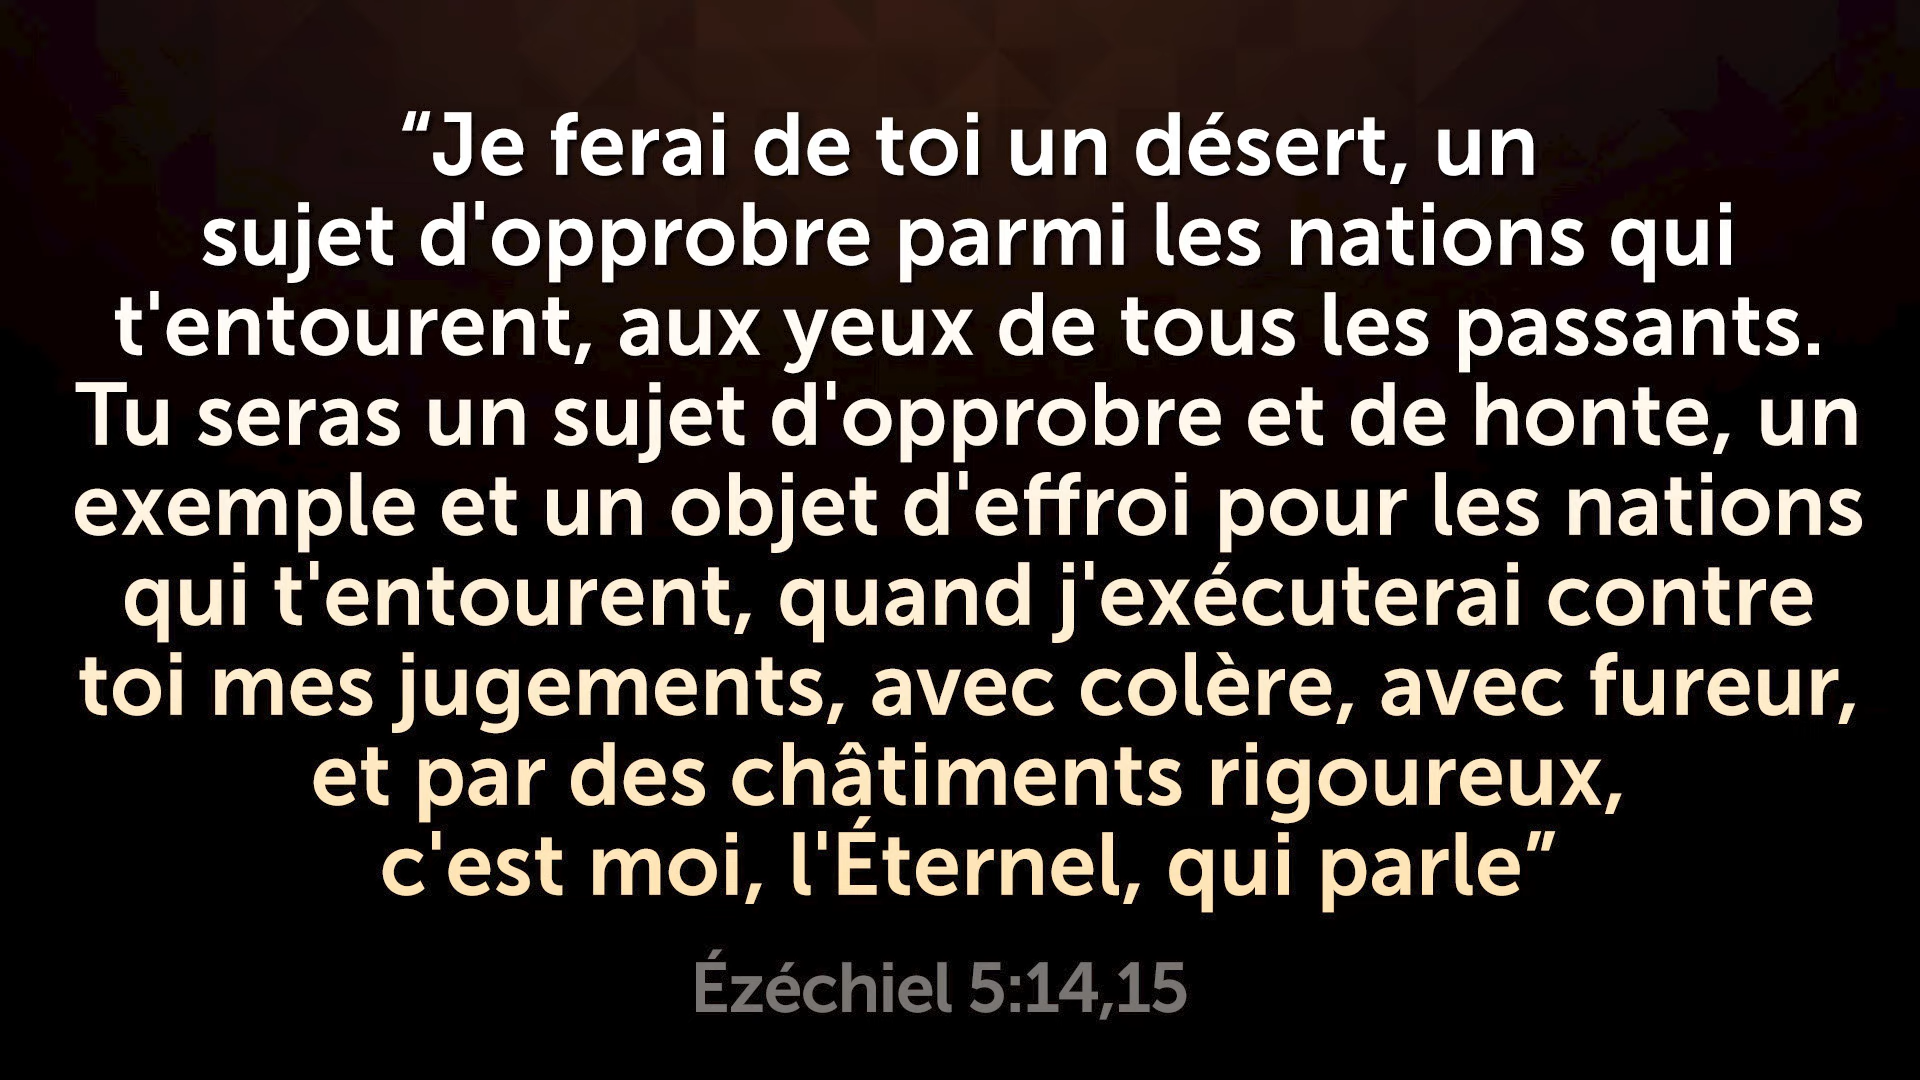 “Je ferai de toi un désert, un
sujet d'opprobre parmi les nations qui
t'entourent, aux yeux de tous les passants.
Tu seras un sujet d'opprobre et de honte, un
exemple et un objet d'effroi pour les nations
qui t'entourent, quand j'exécuterai contre
toi mes jugements, avec colère, avec fureur,
et par des châtiments rigoureux,
c'est moi, l'Éternel, qui parle”
Ézéchiel 5:14,15